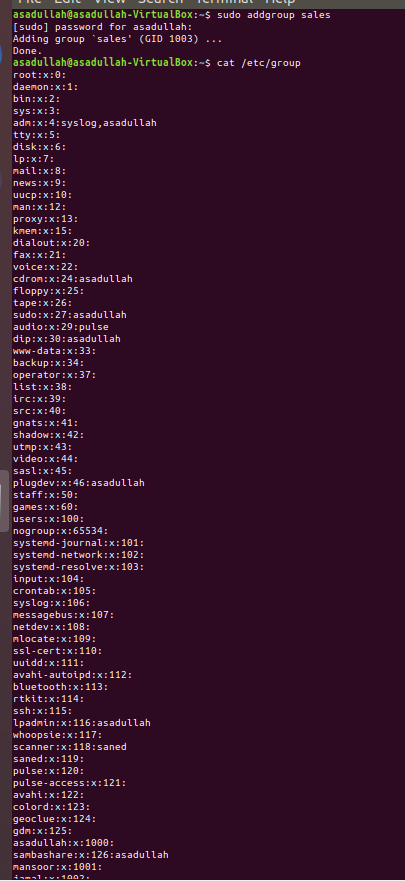 View Search Terminal Help
asadullah@asadullah-VirtualBox:~$ sudo addgroup sales
[sudo] password for asadullah:
Adding group `sales' (GID 1003) ...
Done.
asadullah@asadullah-VirtualBox:~$ cat /etc/group
root:x:0:
daemon:x:1:
bin:x:2:
sys:x:3:
adm:x:4:syslog,asadullah
tty:x:5:
disk:x:6:
lp:x:7:
mail:x:8:
news:x:9:
uucp:x:10:
man:x:12:
proxy:x:13:
kmem:x:15:
dialout:x:20:
fax:x:21:
voice:x:22:
cdrom:x:24:asadullah
floppy:x:25:
tape:x:26:
sudo:x:27:asadullah
audio:x:29:pulse
dip:x:30:asadullah
www-data:x:33:
backup:x:34:
operator:x:37:
list:x:38:
irc:x:39:
src:x:40:
gnats:x:41:
shadow:x:42:
utmp:x:43:
video:x:44:
sasl:x:45:
plugdev:x:46:asadullah
staff:x:50:
games:x:60:
users:x:100:
nogroup:x:65534:
systemd-journal:x:101:
systemd-network:x:102:
systemd-resolve:x:103:
input:x:104:
crontab:x:105:
syslog:x:106:
messagebus:x:107:
netdev:x:108:
mlocate:x:109:
ssl-cert:x:110:
uuidd:x:111:
avahi-autoipd:x:112:
bluetooth:x:113:
rtkit:x:114:
ssh:x:115:
lpadmin:x:116:asadullah
whoopsie:x:117:
scanner:x:118:saned
saned:x:119:
pulse:x:120:
pulse-access:x:121:
avahi:x:122:
colord:x:123:
geoclue:x:124:
gdm:x:125:
asadullah:x:1000:
sambashare:x:126:asadullah
mansoor:x:1001:
jamal:x:1002: